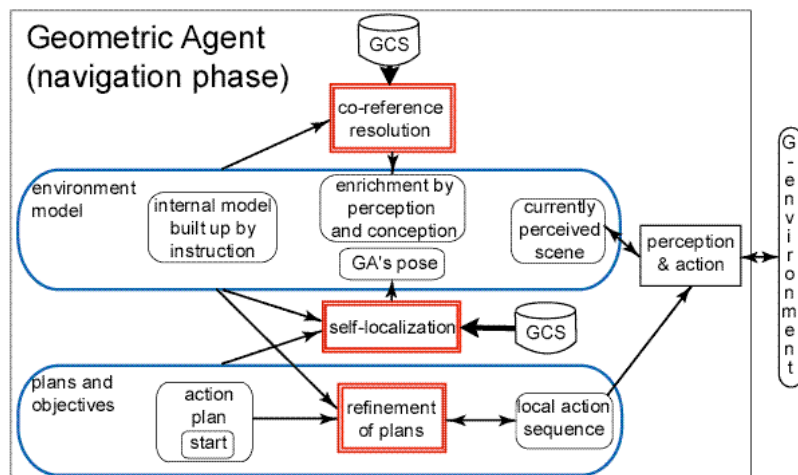 Geometric Agent
(navigation phase)
GCS
co-reference
resolution
environment
model
internal model
built up by
instruction
enrichment by
perception
and conception
currently
perceived
scene
GA's pose
perception
& action
G-environment
self-localization
GCS
plans and
objectives
action
plan
start
refinement
of plans
local action
sequence